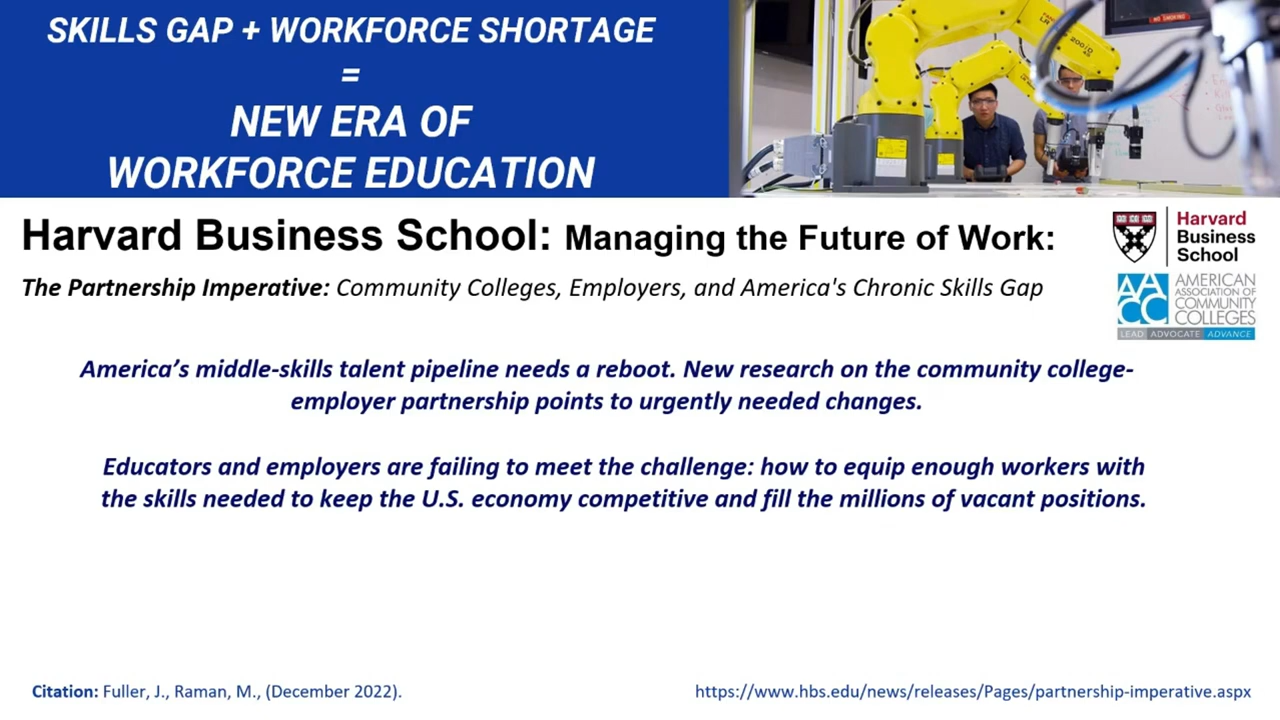 SKILLS GAP + WORKFORCE SHORTAGE
=
NEW ERA OF
WORKFORCE EDUCATION
NO SMOKING
Harvard Business School: Managing the Future of Work:
The Partnership Imperative: Community Colleges, Employers, and America's Chronic Skills Gap
Harvard
Business
School
AACC
AMERICAN
ASSOCIATION OF
COMMUNITY
COLLEGES
LEAD ADVOCATE ADVANCE
America’s middle-skills talent pipeline needs a reboot. New research on the community college-
employer partnership points to urgently needed changes.
Educators and employers are failing to meet the challenge: how to equip enough workers with
the skills needed to keep the U.S. economy competitive and fill the millions of vacant positions.
Citation: Fuller, J., Raman, M., (December 2022).
https://www.hbs.edu/news/releases/Pages/partnership-imperative.aspx